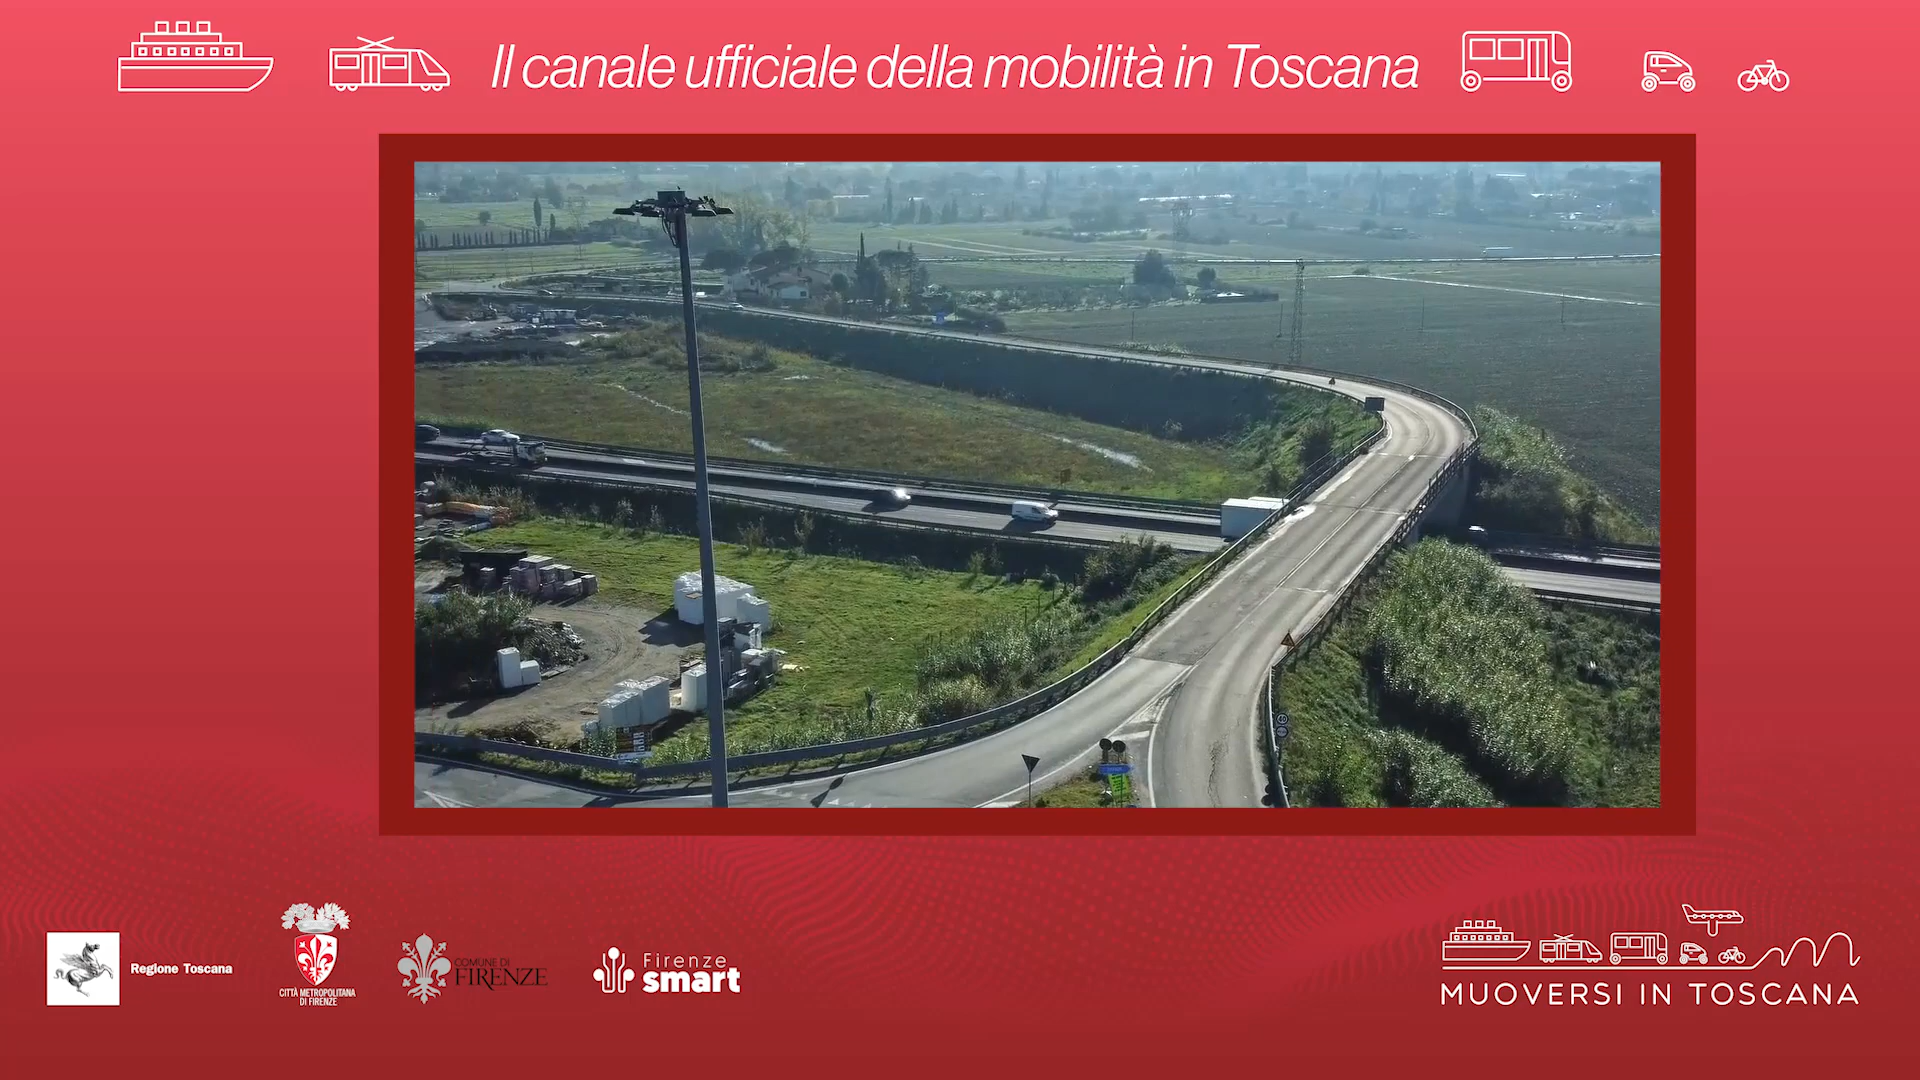 Il canale ufficiale della mobilità in Toscana
Regione Toscana
CITTÀ METROPOLITANA
DI FIRENZE
COMUNE DI
FIRENZE
Firenze
smart
MUOVERSI IN TOSCANA